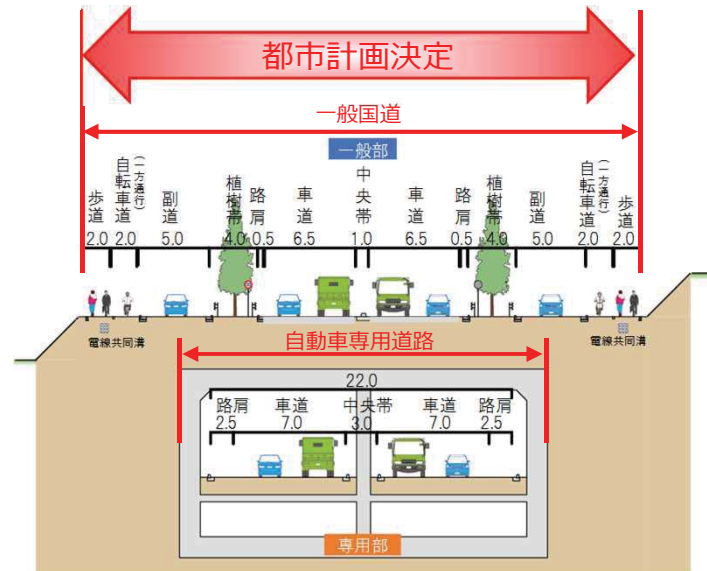 都市計画決定
一般国道
一般部
歩道
自転車道
(一方通行)
副道
植樹帯
路肩
車道
中央帯
車道
路肩
植樹帯
副道
自転車道
(一方通行)
歩道
2.0 2.0 5.0 4.0 0.5 6.5 1.0 6.5 0.5 4.0 5.0 2.0 2.0
電線共同溝
電線共同溝
自動車専用道路
22.0
路肩 車道 中央帯 車道 路肩
2.5 7.0 3.0 7.0 2.5
専用部